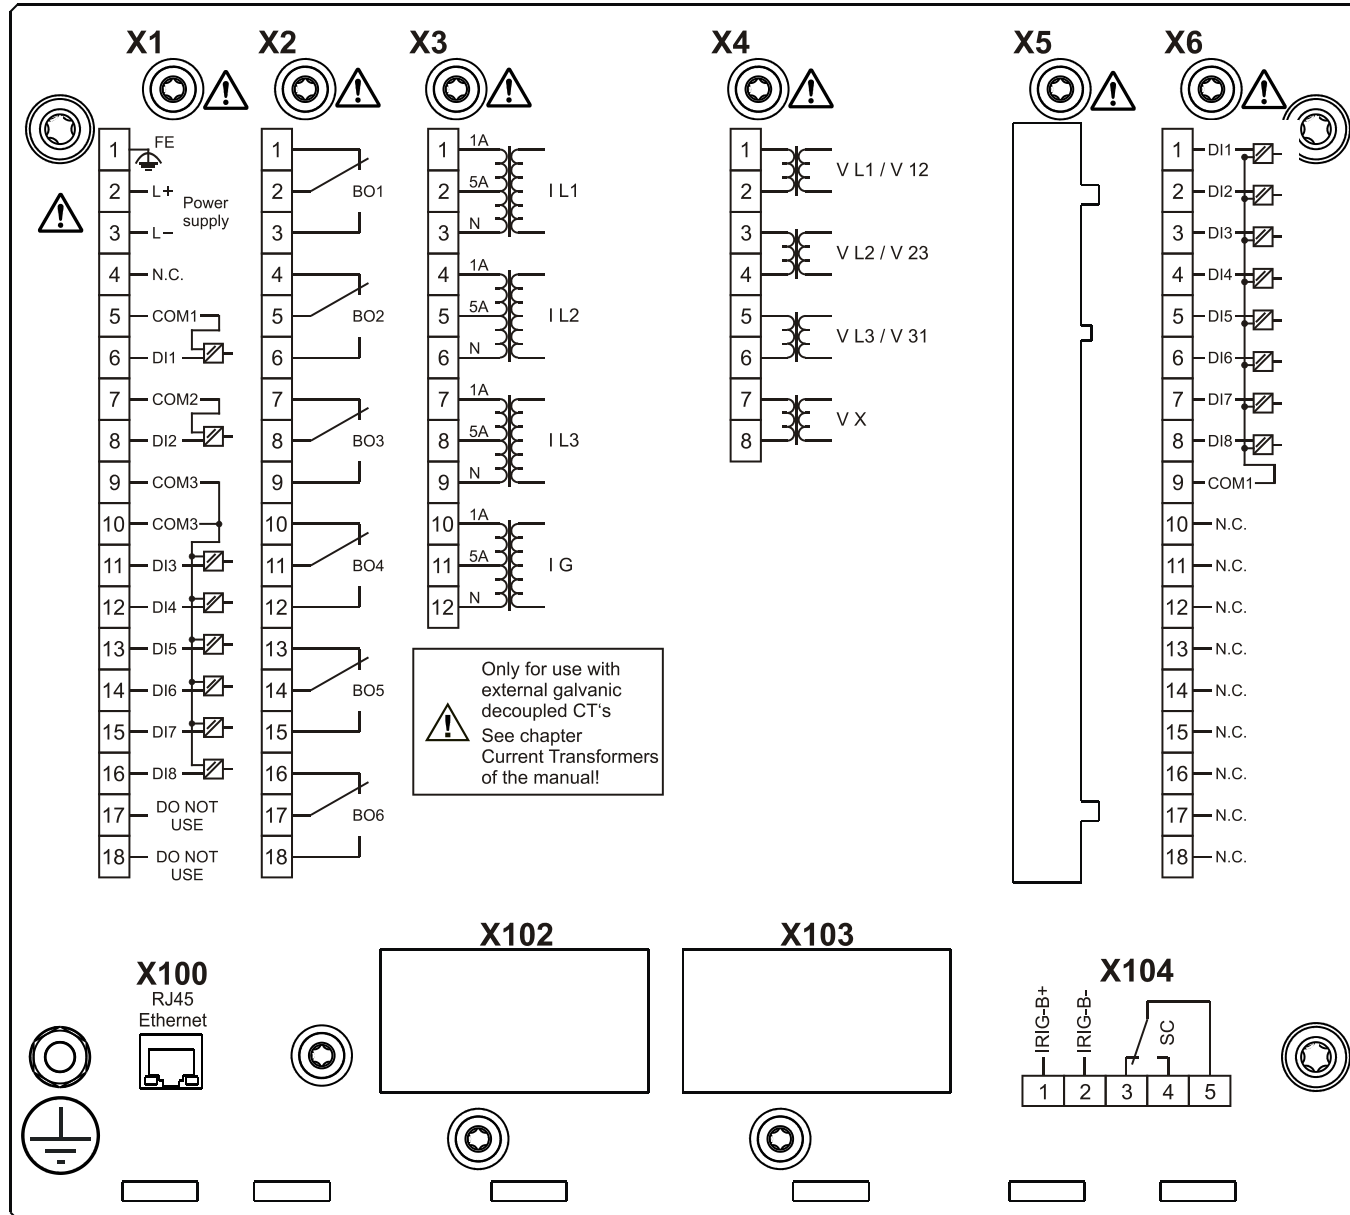 X1
X2
X3
X4
X5
X6
1 FE
2 L+
Power
supply
3 L–
4 N.C.
5 COM1
6 DI1
7 COM2
8 DI2
9 COM3
10 COM3
11 DI3
12 DI4
13 DI5
14 DI6
15 DI7
16 DI8
17 DO NOT
USE
18 DO NOT
USE
1
2 BO1
3
4
5 BO2
6
7
8 BO3
9
10
11 BO4
12
13
14 BO5
15
16
17 BO6
18
1 1A
2 5A I L1
3 N
4 1A
5 5A I L2
6 N
7 1A
8 5A I L3
9 N
10 1A
11 5A I G
12 N
Only for use with
external galvanic
decoupled CT‘s
See chapter
Current Transformers
of the manual!
1
V L1 / V 12
2
3
V L2 / V 23
4
5
V L3 / V 31
6
7
V X
8
1 DI1
2 DI2
3 DI3
4 DI4
5 DI5
6 DI6
7 DI7
8 DI8
9 COM1
10 N.C.
11 N.C.
12 N.C.
13 N.C.
14 N.C.
15 N.C.
16 N.C.
17 N.C.
18 N.C.
X100
RJ45
Ethernet
X102
X103
X104
IRIG-B+
IRIG-B-
SC
1 2 3 4 5